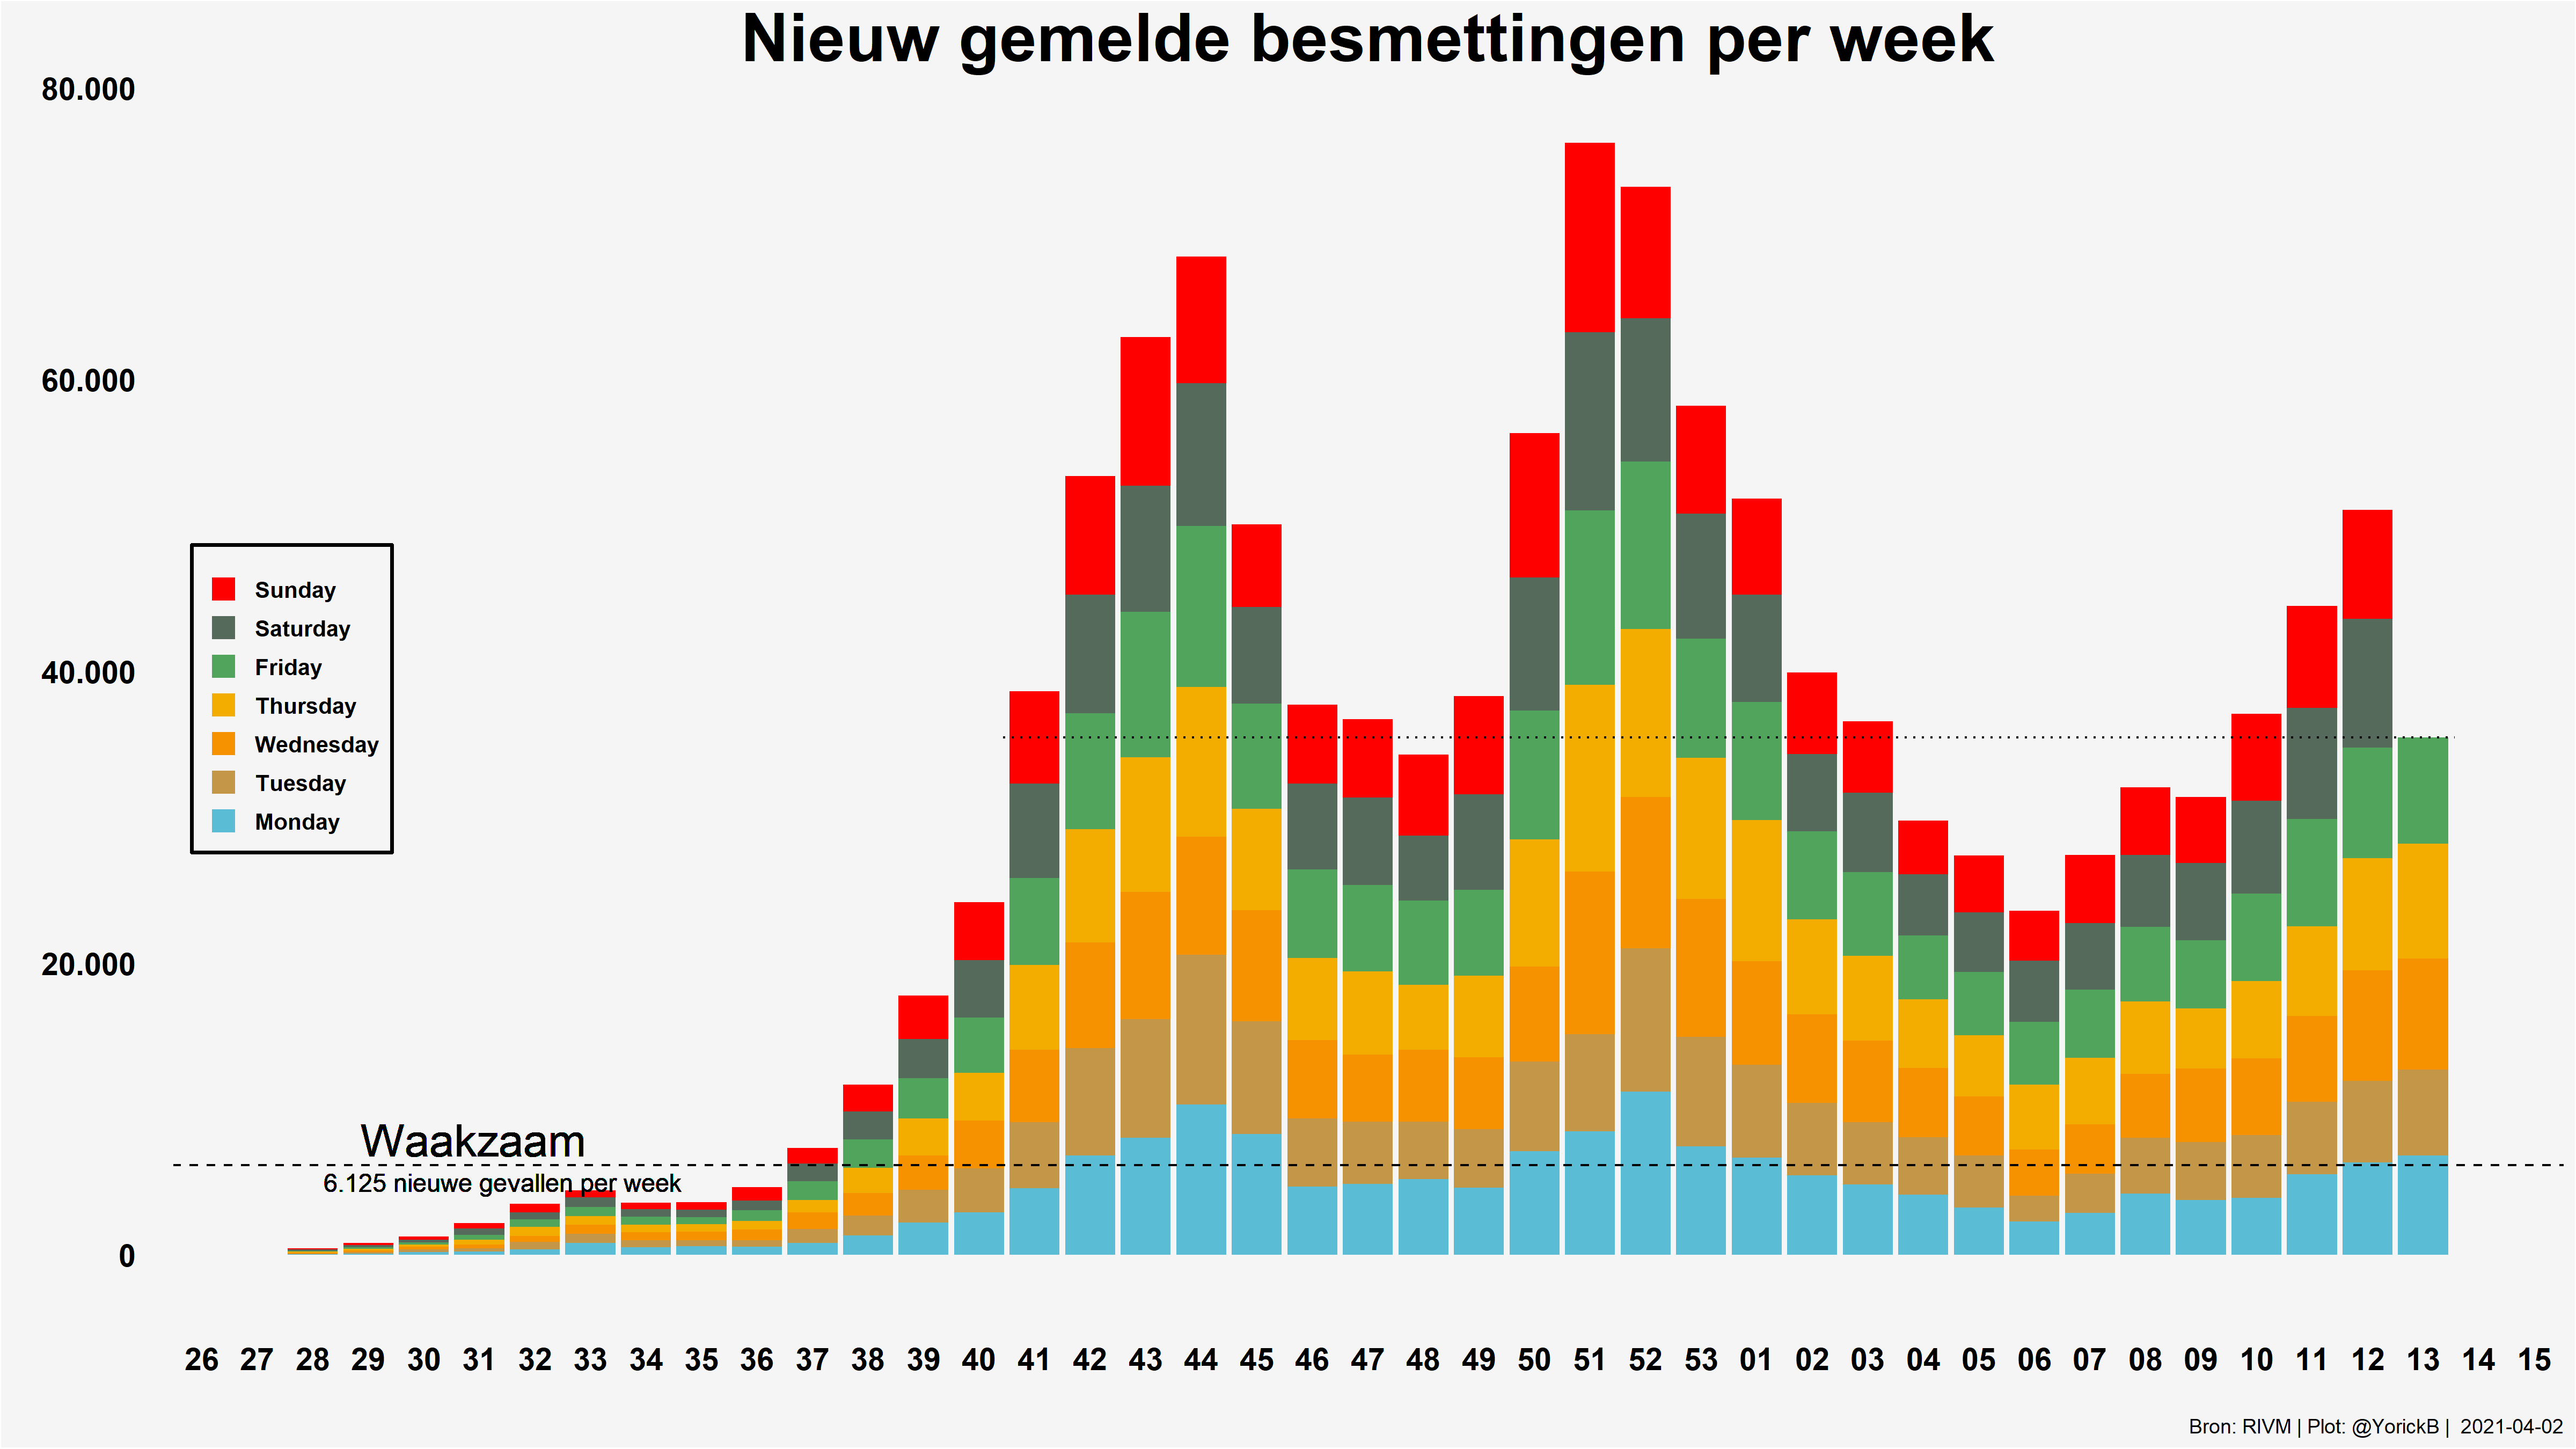 Nieuw gemelde besmettingen per week
80.000
60.000
40.000
20.000
0
Sunday
Saturday
Friday
Thursday
Wednesday
Tuesday
Monday
Waakzaam
6.125 nieuwe gevallen per week
26 27 28 29 30 31 32 33 34 35 36 37 38 39 40 41 42 43 44 45 46 47 48 49 50 51 52 53 01 02 03 04 05 06 07 08 09 10 11 12 13 14 15
Bron: RIVM | Plot: @YorickB | 2021-04-02